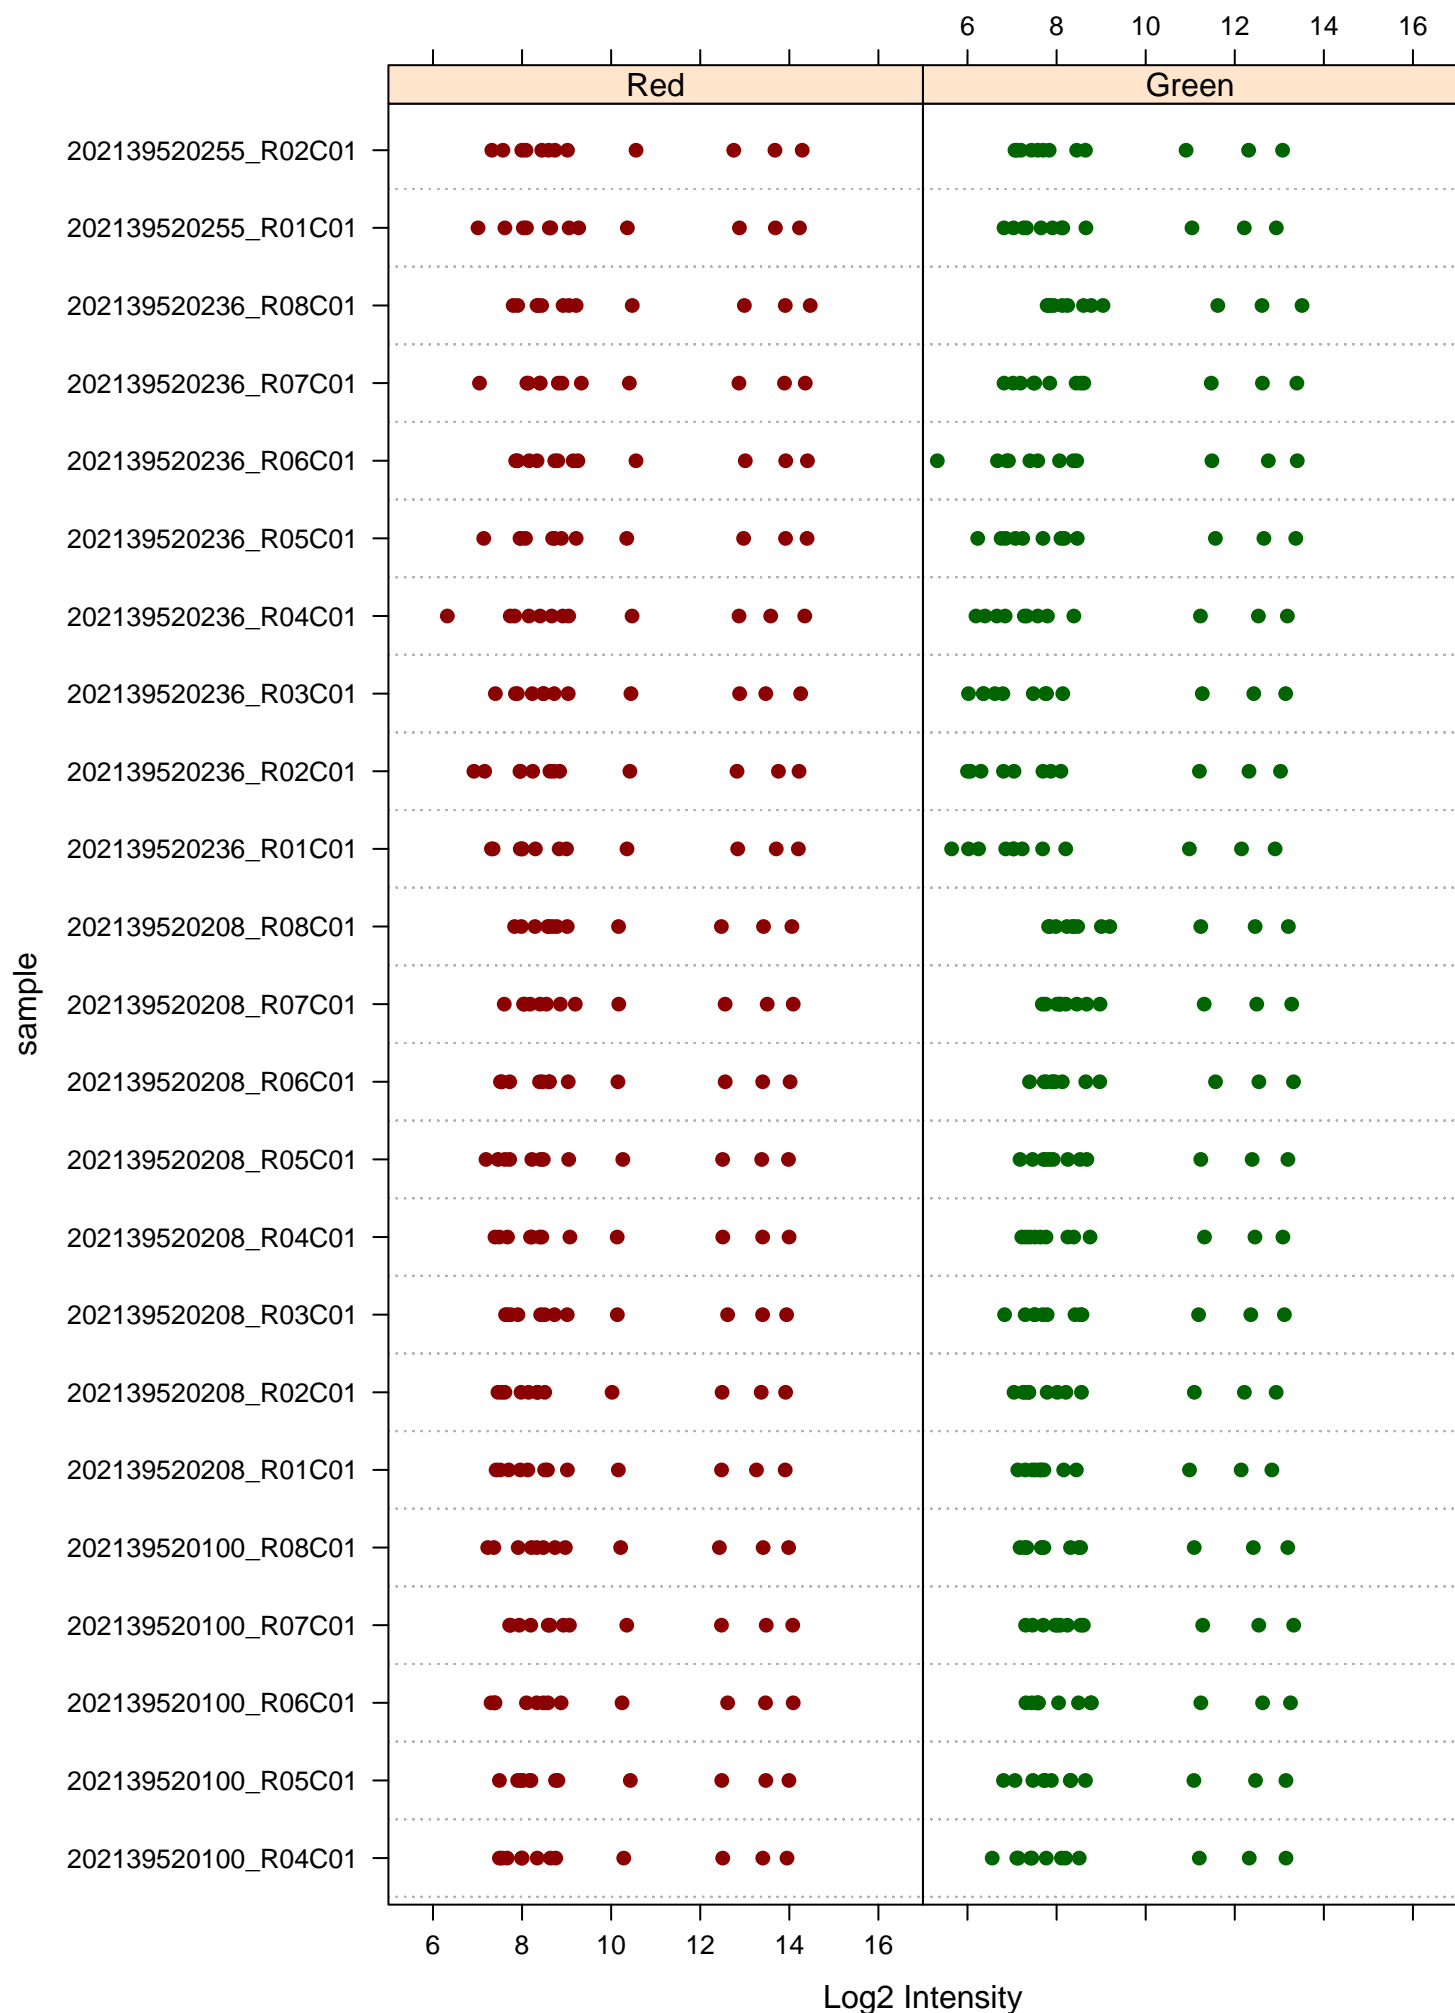 6 8 10 12 14 16
Red Green
202139520255_R02C01
202139520255_R01C01
202139520236_R08C01
202139520236_R07C01
202139520236_R06C01
202139520236_R05C01
202139520236_R04C01
202139520236_R03C01
202139520236_R02C01
202139520236_R01C01
202139520208_R08C01
202139520208_R07C01
202139520208_R06C01
202139520208_R05C01
202139520208_R04C01
202139520208_R03C01
202139520208_R02C01
202139520208_R01C01
202139520100_R08C01
202139520100_R07C01
202139520100_R06C01
202139520100_R05C01
202139520100_R04C01
sample
6 8 10 12 14 16
Log2 Intensity